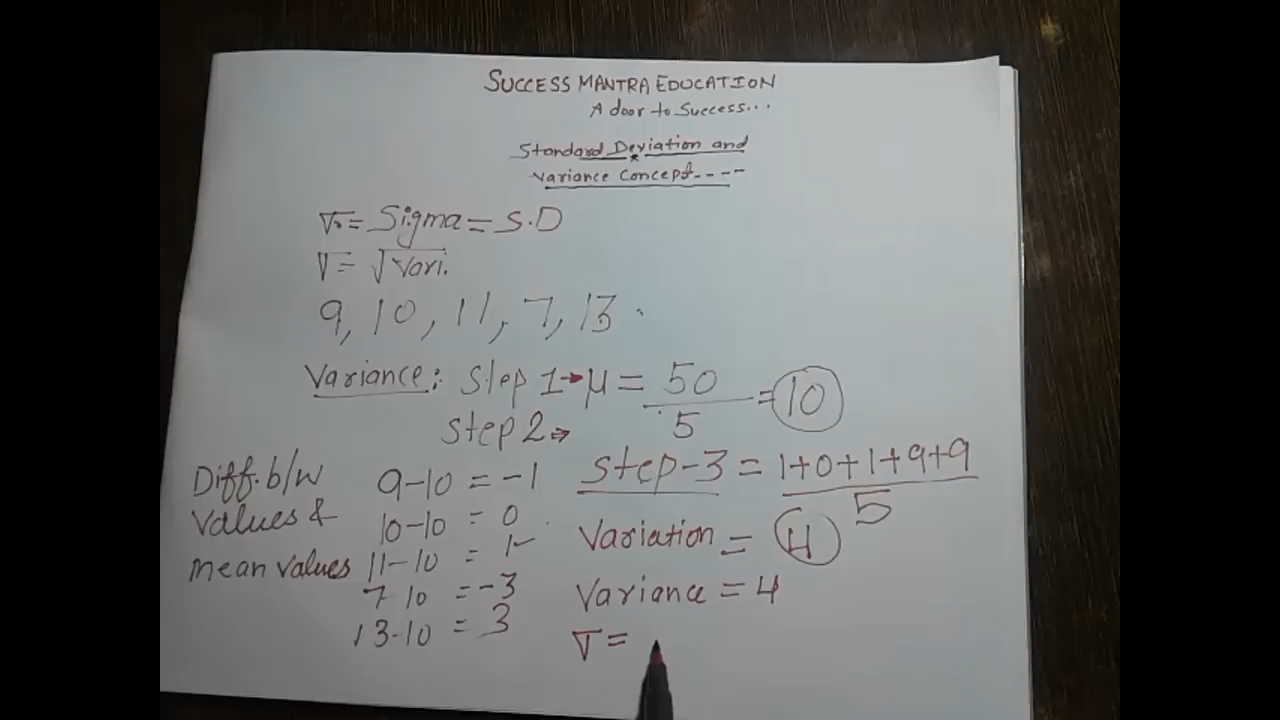 SUCCESS MANTRA EDUCATION
A door to Success...
Standard Deviation and
Variance Concept----
σ = Sigma = S.D
σ = √Vari.
9, 10, 11, 7, 13
Variance: Step 1→ μ = 50/5 = 10
Step 2→
Diff. b/w
values &
mean values
9-10 = -1
10-10 = 0
11-10 = 1
7-10 = -3
13-10 = 3
Step-3 = 1+0+1+9+9/5
Variation = 4
Variance = 4
σ =